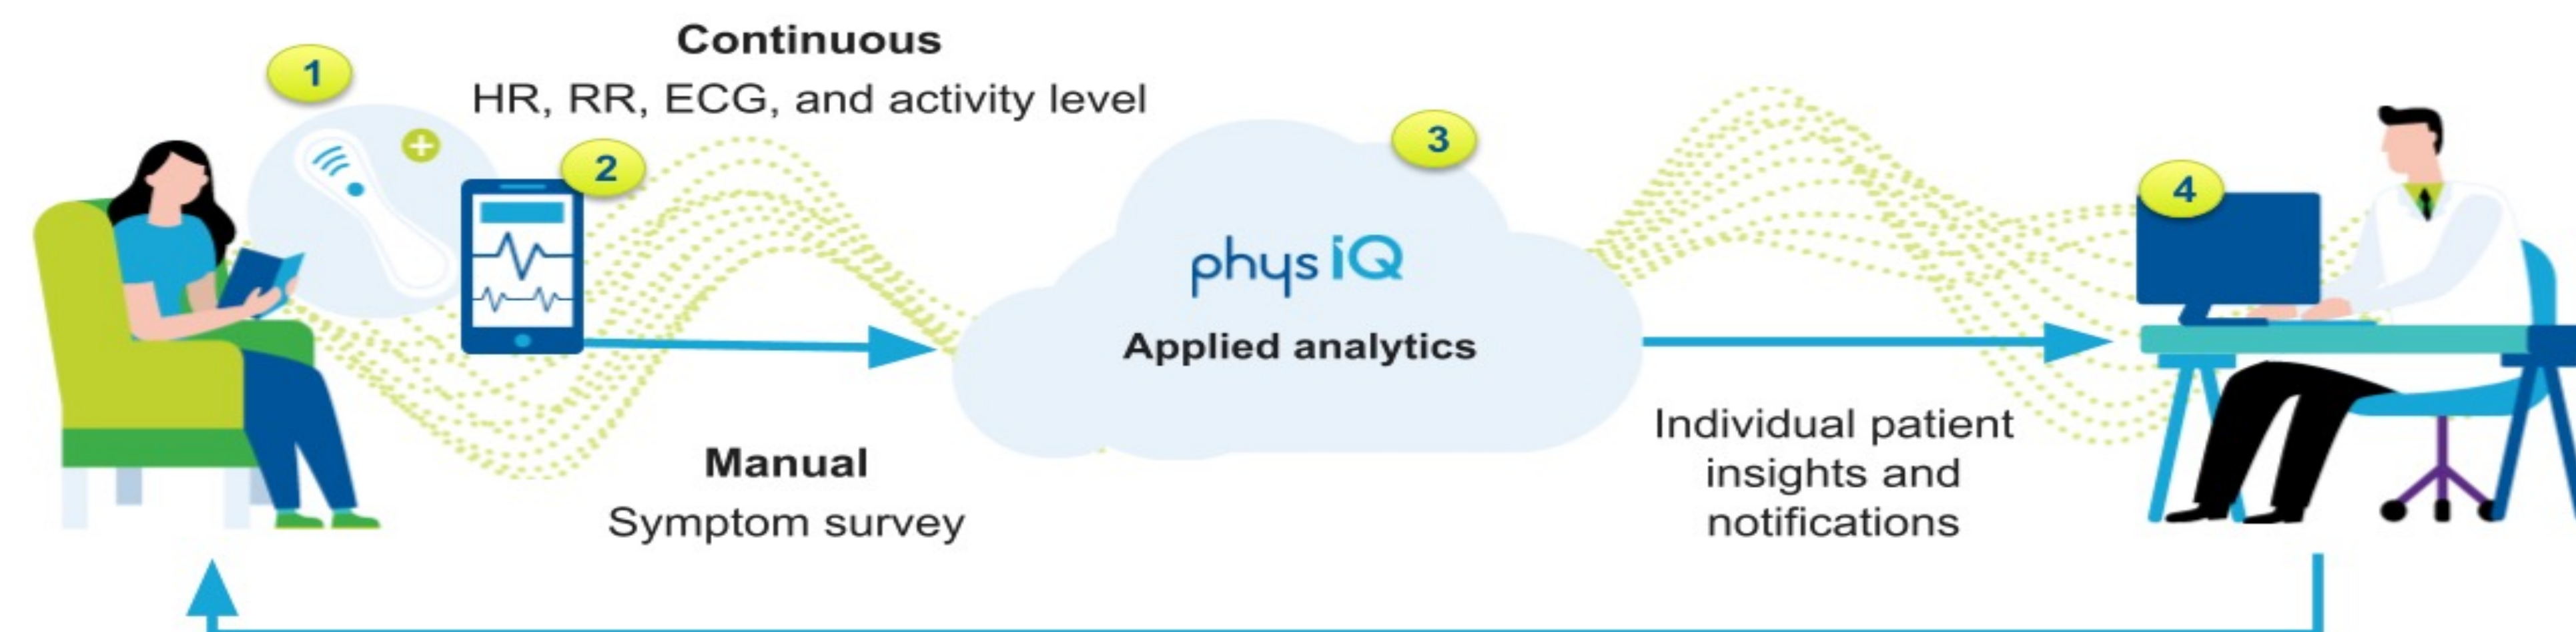 1
Continuous
HR, RR, ECG, and activity level
2
Manual
Symptom survey
3
physIQ
Applied analytics
Individual patient
insights and
notifications
4